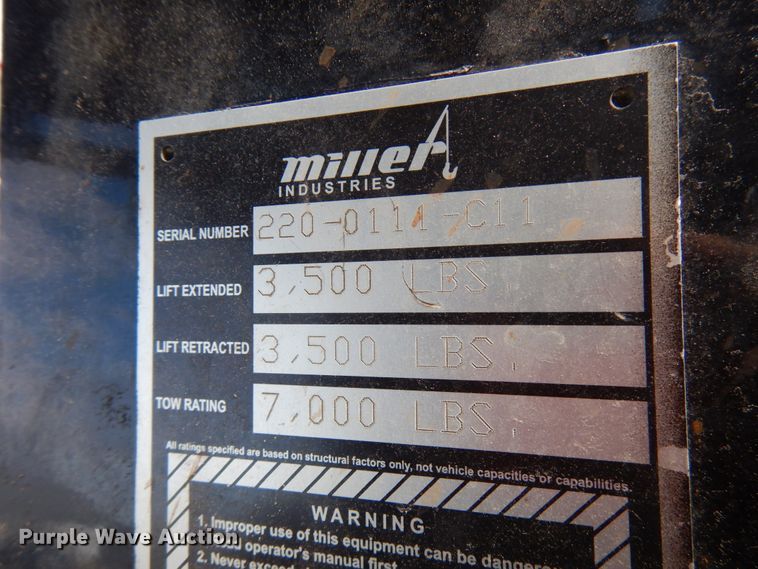 miller
INDUSTRIES
SERIAL NUMBER 220-0111-C11
LIFT EXTENDED 3,500 LBS.
LIFT RETRACTED 3,500 LBS.
TOW RATING 7,000 LBS.
All ratings specified are based on structural factors only, not vehicle capacities or capabilities.
WARNING
1. Improper use of this equipment can be
operator's manual first.
2. Never
Purple Wave Auction